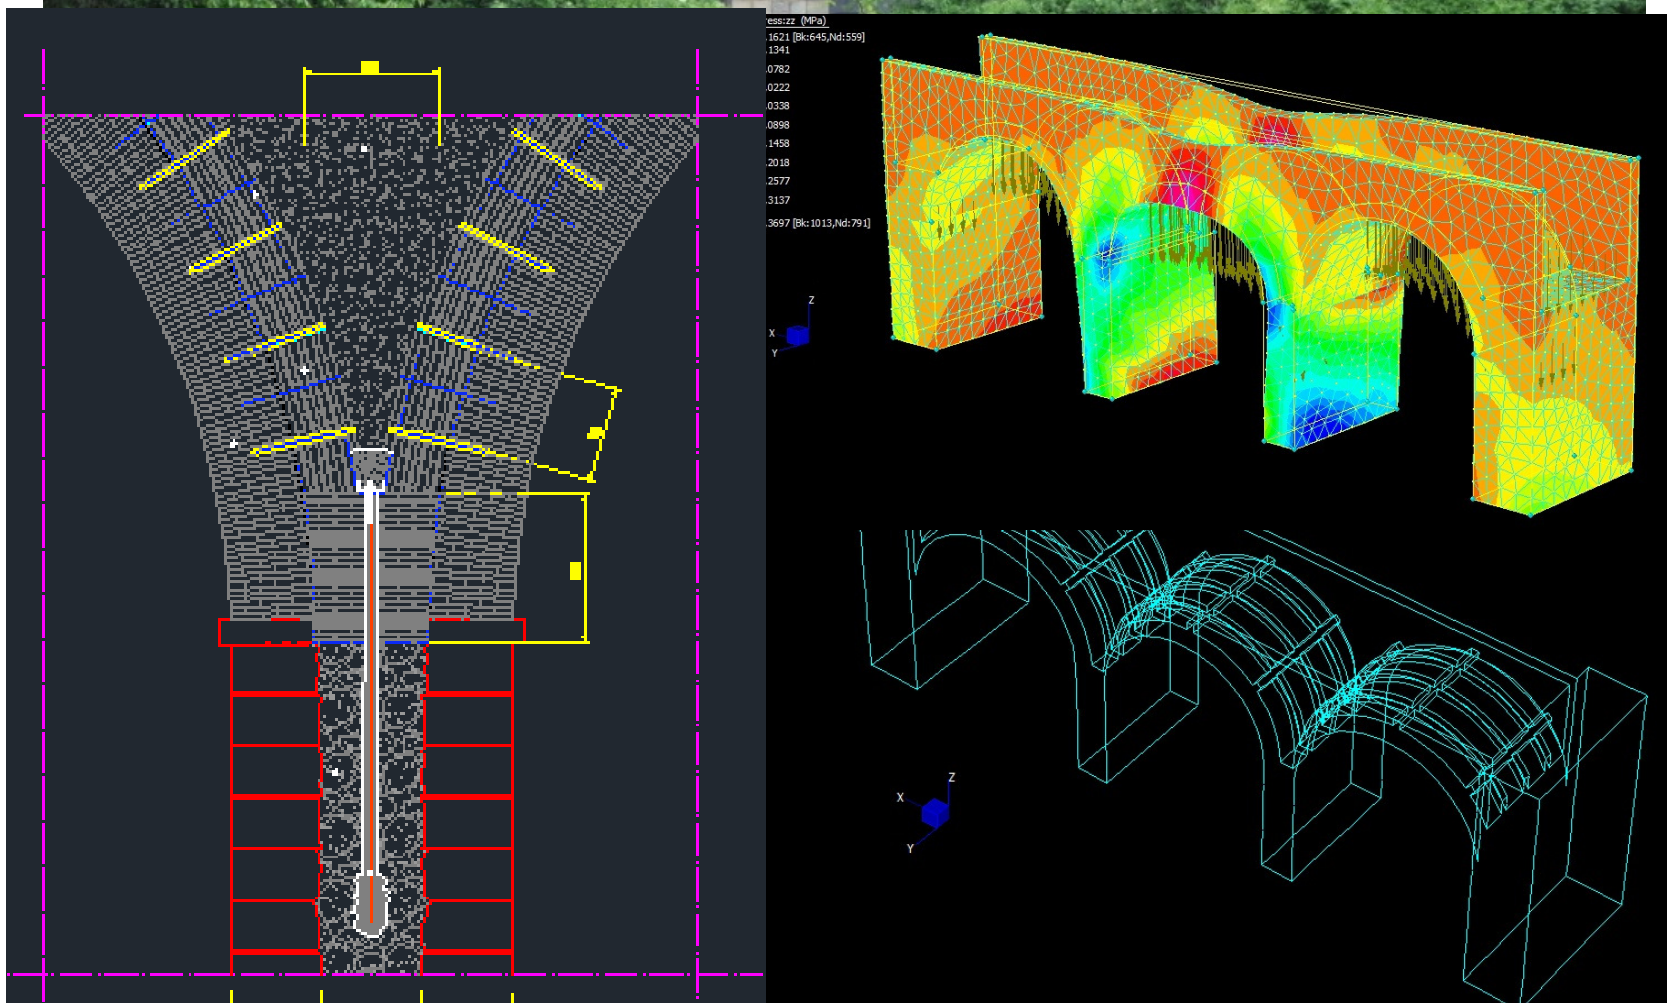 ess:zz (MPa)
.1621 [Bk:645,Nd:559]
.1341
.0782
.0222
.0338
.0898
.1458
.2018
.2577
.3137
.3697 [Bk:1013,Nd:791]
Z
X
Y
Z
X
Y